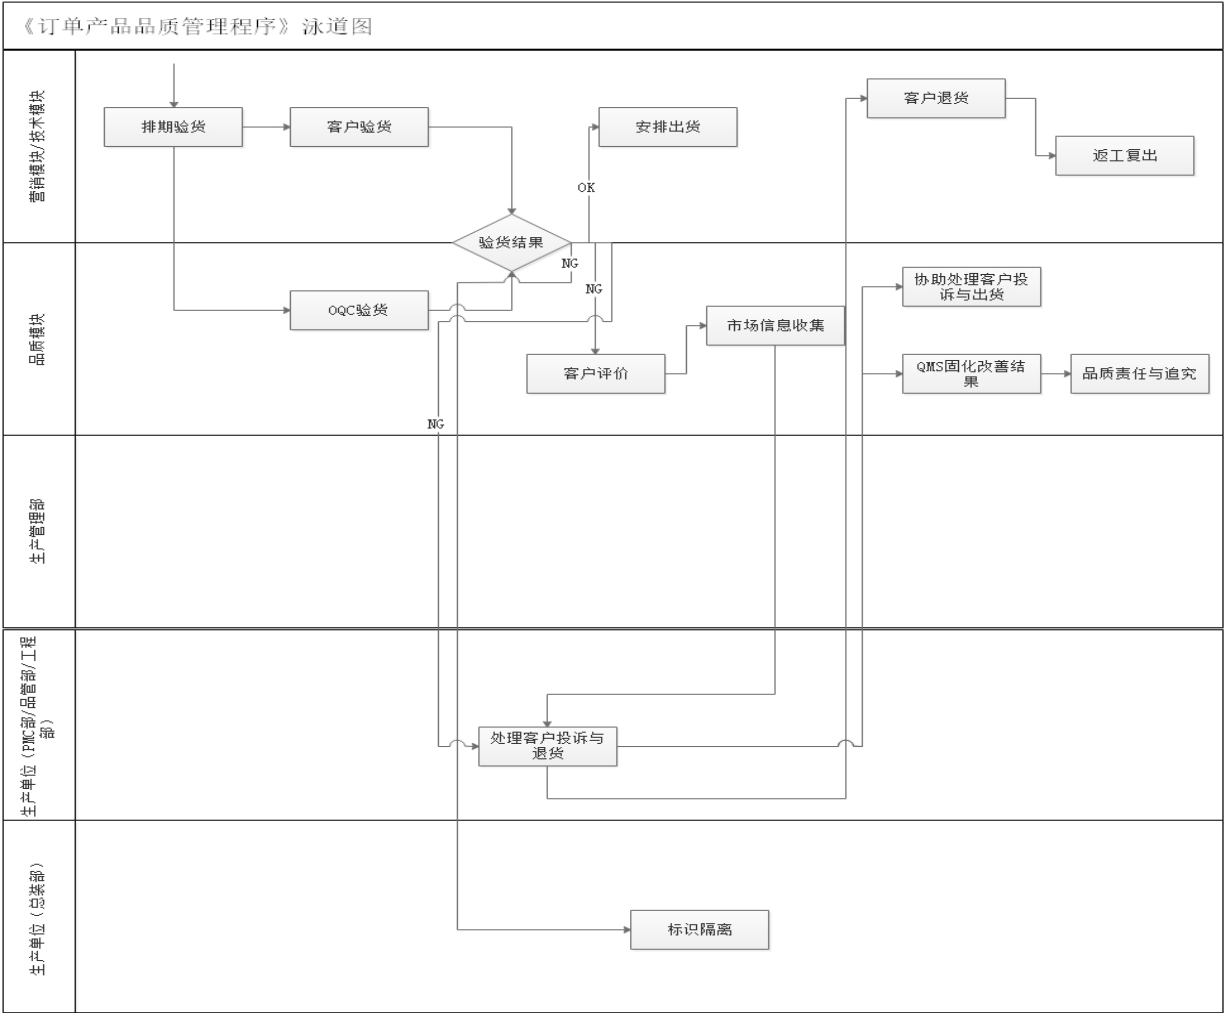 《订单产品品质管理程序》泳道图
营销模块/技术模块
排期验货
客户验货
安排出货
客户退货
返工复出
OK
验货结果
NG
NG
品质模块
OQC验货
协助处理客户投
诉与出货
市场信息收集
客户评价
QMS固化改善结
果
品质责任与追究
NG
生产管理部
生产单位（PMC部/品管部/工程
部）
处理客户投诉与
退货
生产单位（总装部）
标识隔离